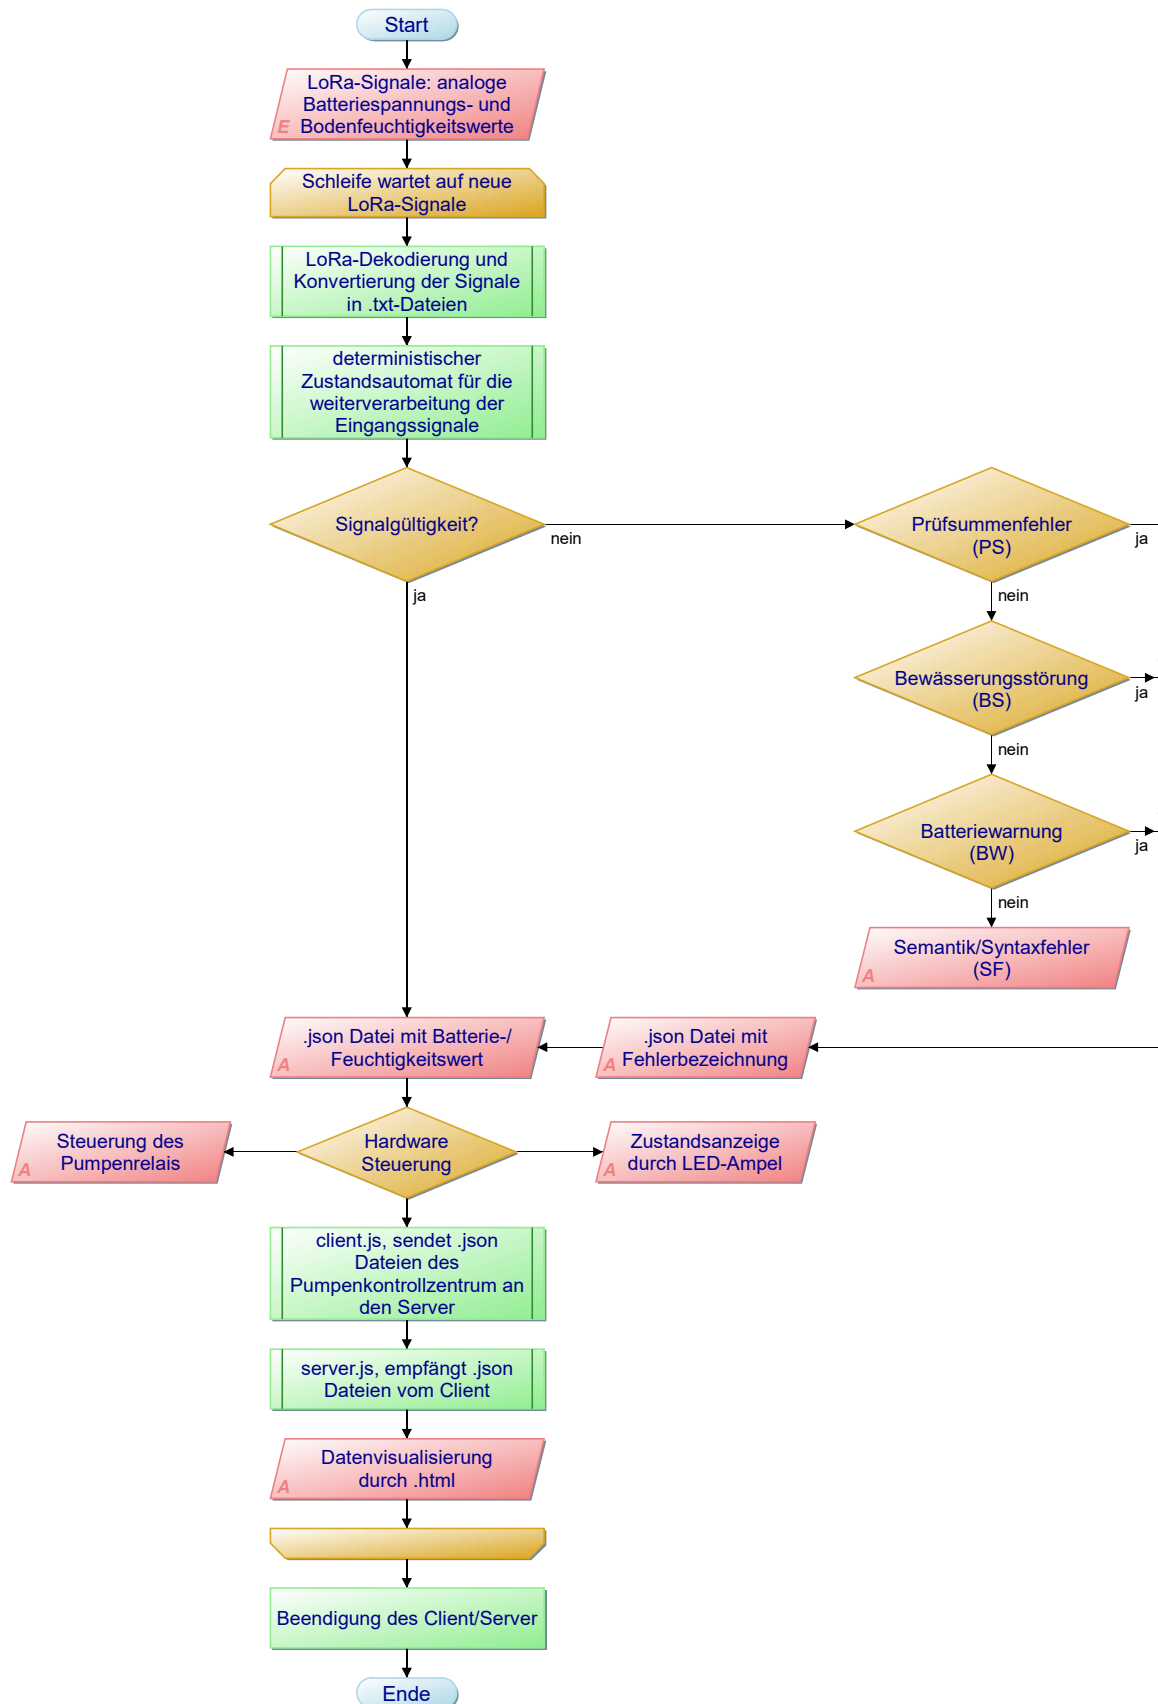 Start
LoRa-Signale: analoge
Batteriespannungs- und
E Bodenfeuchtigkeitswerte
Schleife wartet auf neue
LoRa-Signale
LoRa-Dekodierung und
Konvertierung der Signale
in .txt-Dateien
deterministischer
Zustandsautomat für die
weiterverarbeitung der
Eingangssignale
Signalgültigkeit?
nein
ja
Prüfsummenfehler
(PS)
ja
nein
Bewässerungsstörung
(BS)
ja
nein
Batteriewarnung
(BW)
ja
nein
Semantik/Syntaxfehler
A (SF)
.json Datei mit Batterie-/
A Feuchtigkeitswert
.json Datei mit
A Fehlerbezeichnung
Steuerung des
A Pumpenrelais
Hardware
Steuerung
Zustandsanzeige
A durch LED-Ampel
client.js, sendet .json
Dateien des
Pumpenkontrollzentrum an
den Server
server.js, empfängt .json
Dateien vom Client
Datenvisualisierung
A durch .html
Beendigung des Client/Server
Ende